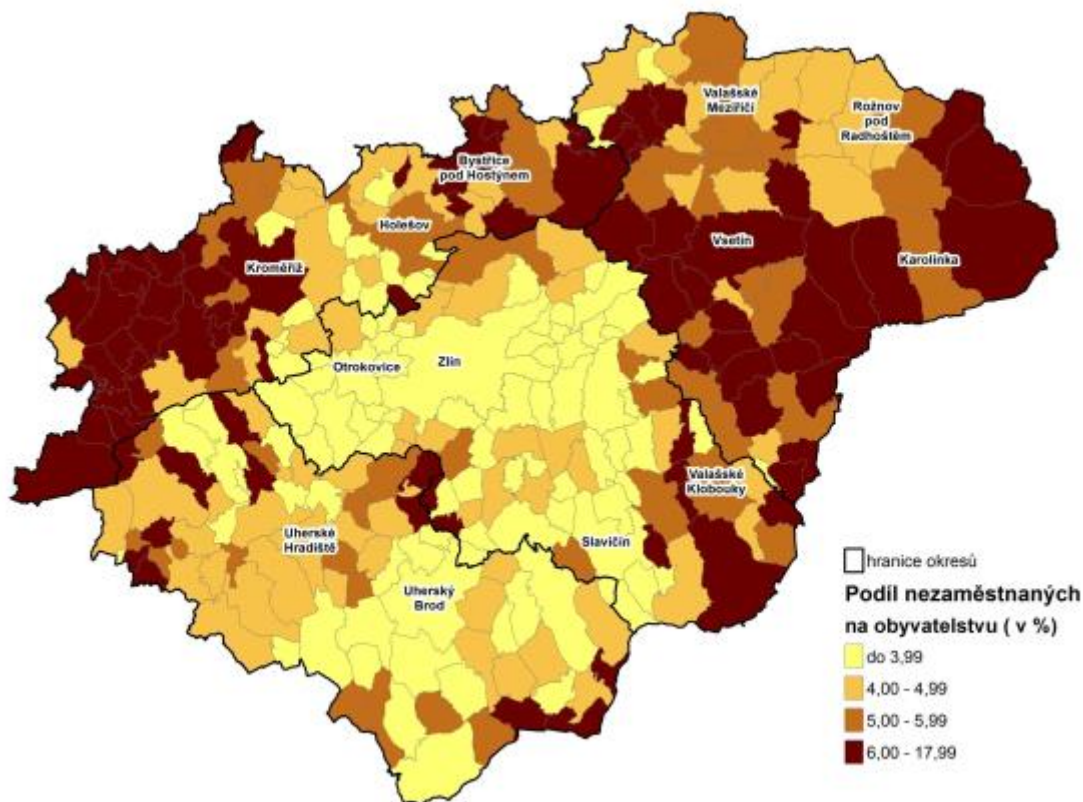 Valašské
Meziříčí
Rožnov
pod
Radhoštěm
Bystřice
pod Hostýnem
Holešov
Kroměříž
Vsetín
Karolinka
Otrokovice
Zlín
Valašské
Klobouky
Uherské
Hradiště
Slavičín
Uherský
Brod
hranice okresů
Podíl nezaměstnaných
na obyvatelstvu ( v %)
do 3,99
4,00 - 4,99
5,00 - 5,99
6,00 - 17,99